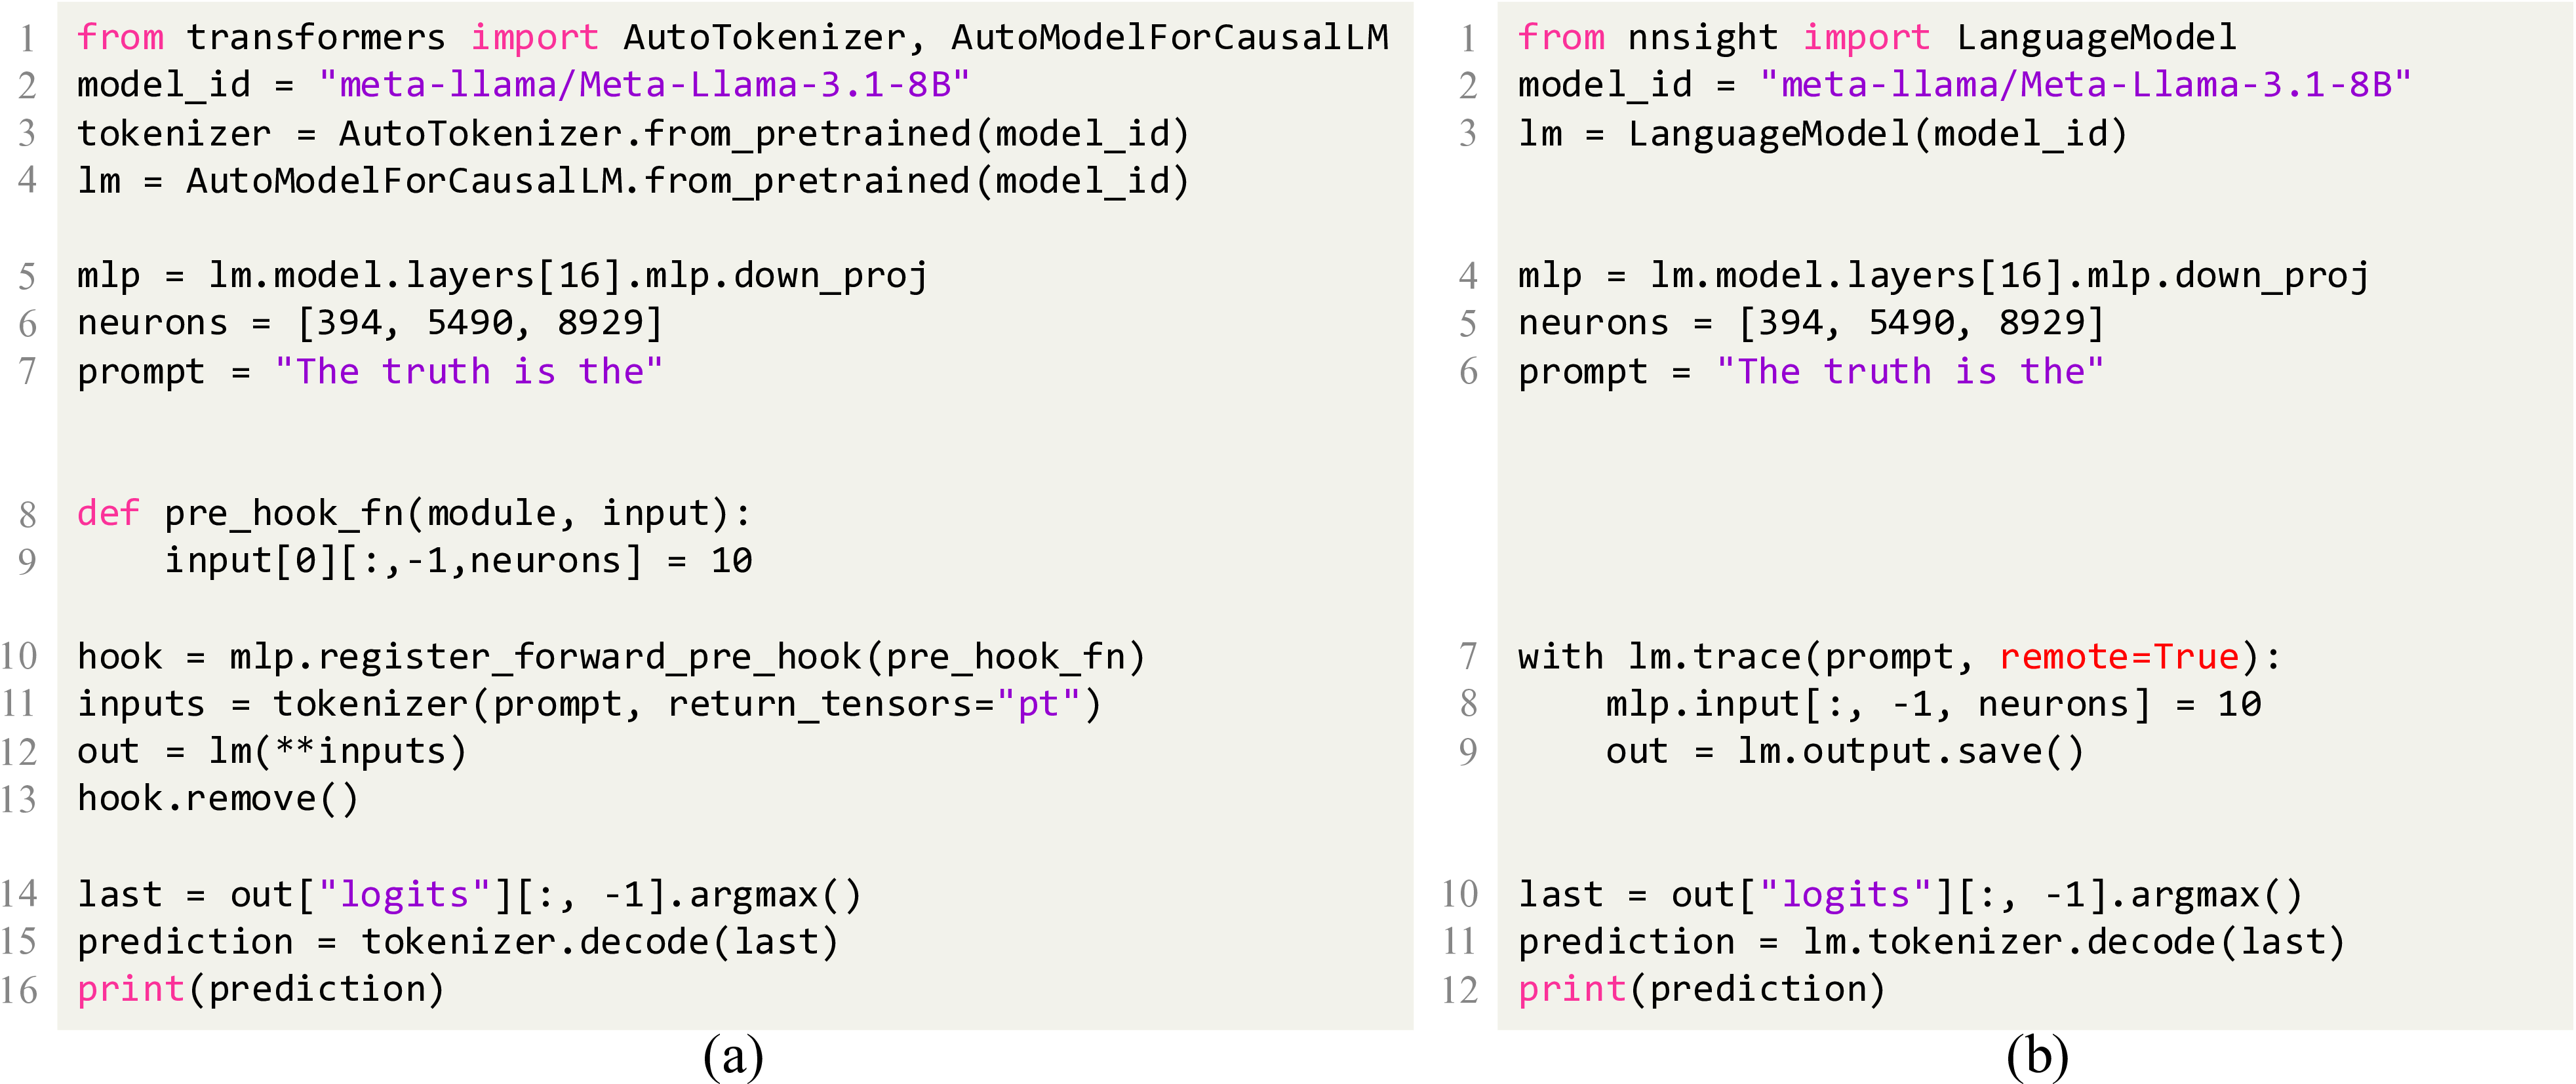 1 from transformers import AutoTokenizer, AutoModelForCausalLM
2 model_id = "meta-llama/Meta-Llama-3.1-8B"
3 tokenizer = AutoTokenizer.from_pretrained(model_id)
4 lm = AutoModelForCausalLM.from_pretrained(model_id)
5 mlp = lm.model.layers[16].mlp.down_proj
6 neurons = [394, 5490, 8929]
7 prompt = "The truth is the"
8 def pre_hook_fn(module, input):
9     input[0][:,-1,neurons] = 10
10 hook = mlp.register_forward_pre_hook(pre_hook_fn)
11 inputs = tokenizer(prompt, return_tensors="pt")
12 out = lm(**inputs)
13 hook.remove()
14 last = out["logits"][:, -1].argmax()
15 prediction = tokenizer.decode(last)
16 print(prediction)
(a)
1 from nnsight import LanguageModel
2 model_id = "meta-llama/Meta-Llama-3.1-8B"
3 lm = LanguageModel(model_id)
4 mlp = lm.model.layers[16].mlp.down_proj
5 neurons = [394, 5490, 8929]
6 prompt = "The truth is the"
7 with lm.trace(prompt, remote=True):
8     mlp.input[:, -1, neurons] = 10
9     out = lm.output.save()
10 last = out["logits"][:, -1].argmax()
11 prediction = lm.tokenizer.decode(last)
12 print(prediction)
(b)